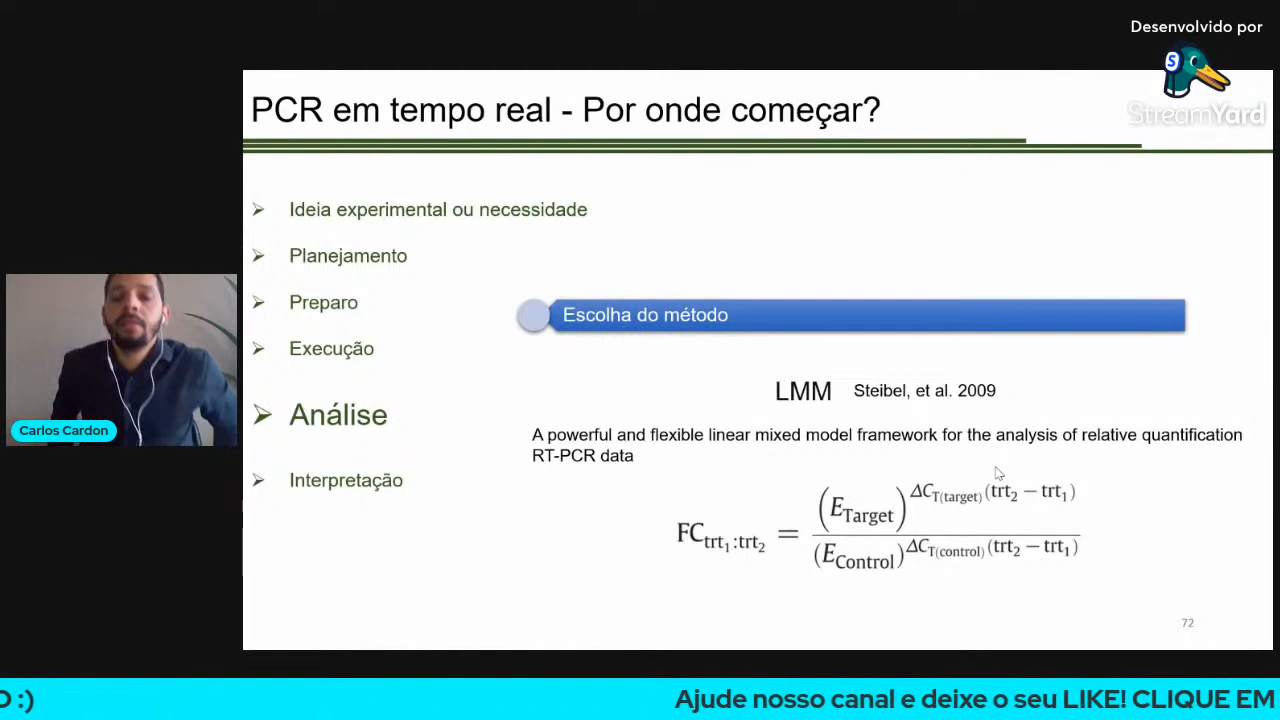 Desenvolvido por
S
StreamYard
PCR em tempo real - Por onde começar?
Ideia experimental ou necessidade
Planejamento
Preparo
Execução
Análise
Interpretação
Escolha do método
LMM Steibel, et al. 2009
A powerful and flexible linear mixed model framework for the analysis of relative quantification
RT-PCR data
FC trt₁:trt₂ = (E Target)^ΔC T(target) (trt₂ − trt₁)
(E Control)^ΔC T(control) (trt₂ − trt₁)
72
Carlos Cardon
O :) Ajude nosso canal e deixe o seu LIKE! CLIQUE EM